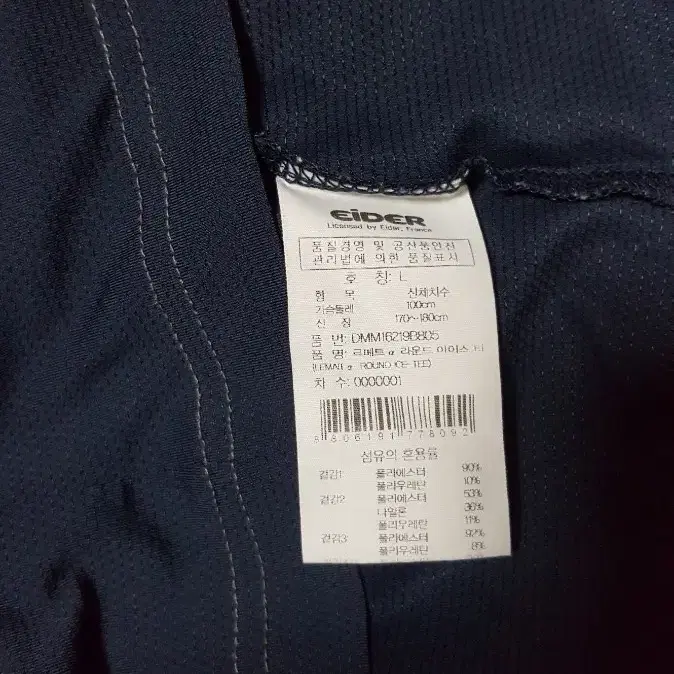 EiDER
Licensed by Eider, France
품질경영 및 공산품안전
관리법에 의한 품질표시
호 칭: L
항 목 신체치수
가슴둘레 100cm
신 장 170~180cm
품 번: DMM16219B805
품 명: 르메트α 라운드 아이스 티
(LEMAT α ROUND ICE-TEE)
차 수: 0000001
8 806191 778092
섬유의 혼용률
겉감1 폴리에스터 90%
폴리우레탄 10%
겉감2 폴리에스터 53%
나일론 36%
폴리우레탄 11%
겉감3 폴리에스터 92%
폴리우레탄 8%